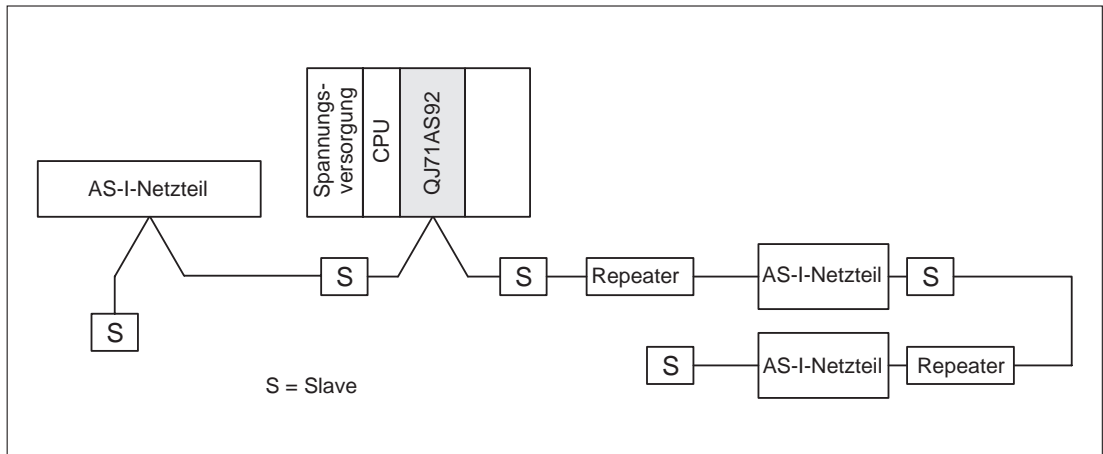 Spannungs-
versorgung
CPU
QJ71AS92
AS-I-Netzteil
S
S
S
Repeater
AS-I-Netzteil
S
S
AS-I-Netzteil
Repeater
S = Slave